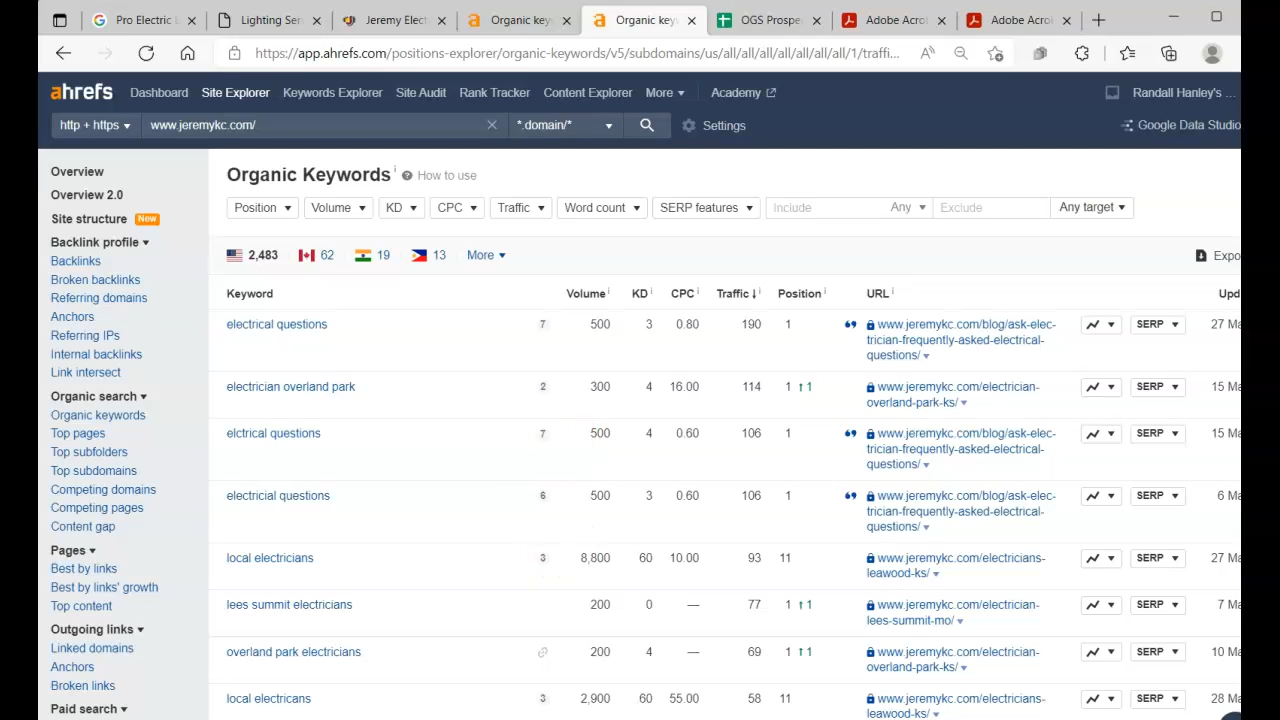 Pro Electric L
Lighting Ser
Jeremy Elect
Organic key
Organic key
OGS Prospe
Adobe Acro
Adobe Acro
https://app.ahrefs.com/positions-explorer/organic-keywords/v5/subdomains/us/all/all/all/all/all/all/all/1/traffi...
ahrefs Dashboard Site Explorer Keywords Explorer Site Audit Rank Tracker Content Explorer More Academy Randall Hanley's ...
http + https www.jeremykc.com/ *.domain/* Settings Google Data Studio
Overview
Overview 2.0
Site structure New
Backlink profile
Backlinks
Broken backlinks
Referring domains
Anchors
Referring IPs
Internal backlinks
Link intersect
Organic search
Organic keywords
Top pages
Top subfolders
Top subdomains
Competing domains
Competing pages
Content gap
Pages
Best by links
Best by links' growth
Top content
Outgoing links
Linked domains
Anchors
Broken links
Paid search
Organic Keywords i ? How to use
Position Volume KD CPC Traffic Word count SERP features Include Any Exclude Any target
2,483 62 19 13 More Expo
Keyword Volume i KD i CPC i Traffic ↓ i Position i URL i Upd
electrical questions 7 500 3 0.80 190 1 www.jeremykc.com/blog/ask-elec- SERP 27 Ma
trician-frequently-asked-electrical-
questions/
electrician overland park 2 300 4 16.00 114 1 ↑ 1 www.jeremykc.com/electrician- SERP 15 Ma
overland-park-ks/
elctrical questions 7 500 4 0.60 106 1 www.jeremykc.com/blog/ask-elec- SERP 15 Ma
trician-frequently-asked-electrical-
questions/
electricial questions 6 500 3 0.60 106 1 www.jeremykc.com/blog/ask-elec- SERP 6 Ma
trician-frequently-asked-electrical-
questions/
local electricians 3 8,800 60 10.00 93 11 www.jeremykc.com/electricians- SERP 27 Ma
leawood-ks/
lees summit electricians 200 0 — 77 1 ↑ 1 www.jeremykc.com/electrician- SERP 7 Ma
lees-summit-mo/
overland park electricians 200 4 — 69 1 ↑ 1 www.jeremykc.com/electrician- SERP 10 Ma
overland-park-ks/
local electricans 3 2,900 60 55.00 58 11 www.jeremykc.com/electricians- SERP 28 Ma
leawood-ks/